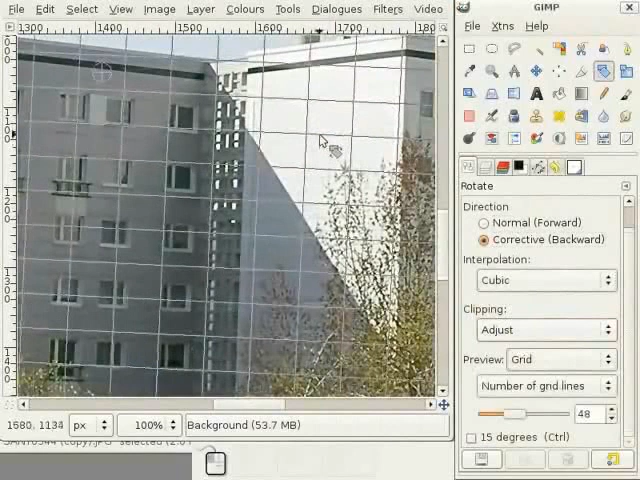 File Edit Select View Image Layer Colours Tools Dialogues Filters Video
GIMP
1300 1400 1500 1600 1700 180
File Xtns Help
Rotate
Direction
Normal (Forward)
Corrective (Backward)
Interpolation:
Cubic
Clipping:
Adjust
Preview: Grid
Number of grid lines
48
15 degrees (Ctrl)
1680, 1134 px 100% Background (53.7 MB)